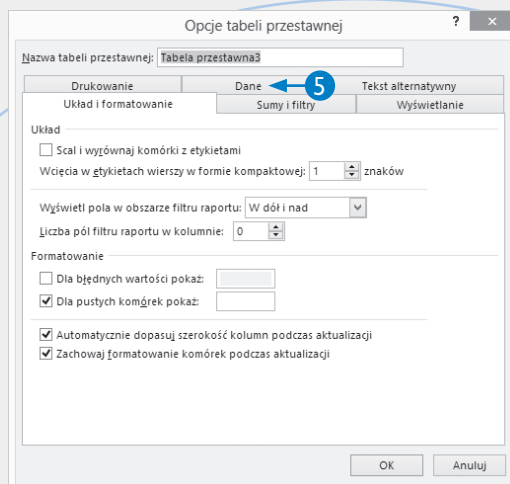 Opcje tabeli przestawnej ? ×
Nazwa tabeli przestawnej: Tabela przestawna3
Drukowanie Dane 5 Tekst alternatywny
Układ i formatowanie Sumy i filtry Wyświetlanie
Układ
Scal i wyrównaj komórki z etykietami
Wcięcia w etykietach wierszy w formie kompaktowej: 1 znaków
Wyświetl pola w obszarze filtru raportu: W dół i nad
Liczba pól filtru raportu w kolumnie: 0
Formatowanie
Dla błędnych wartości pokaż:
Dla pustych komórek pokaż:
Automatycznie dopasuj szerokość kolumn podczas aktualizacji
Zachowaj formatowanie komórek podczas aktualizacji
OK Anuluj